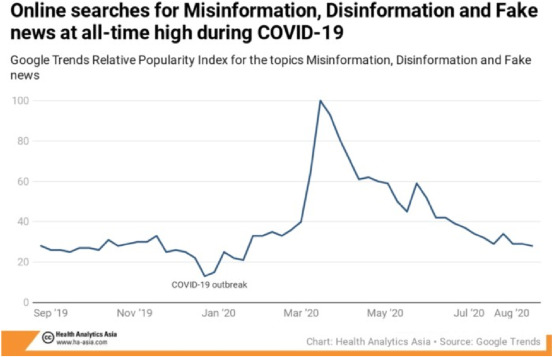 Online searches for Misinformation, Disinformation and Fake
news at all-time high during COVID-19
Google Trends Relative Popularity Index for the topics Misinformation, Disinformation and Fake
news
100
80
60
40
20
0
COVID-19 outbreak
Sep '19 Nov '19 Jan '20 Mar '20 May '20 Jul '20 Aug '20
cc Health Analytics Asia
www.ha-asia.com
Chart: Health Analytics Asia • Source: Google Trends